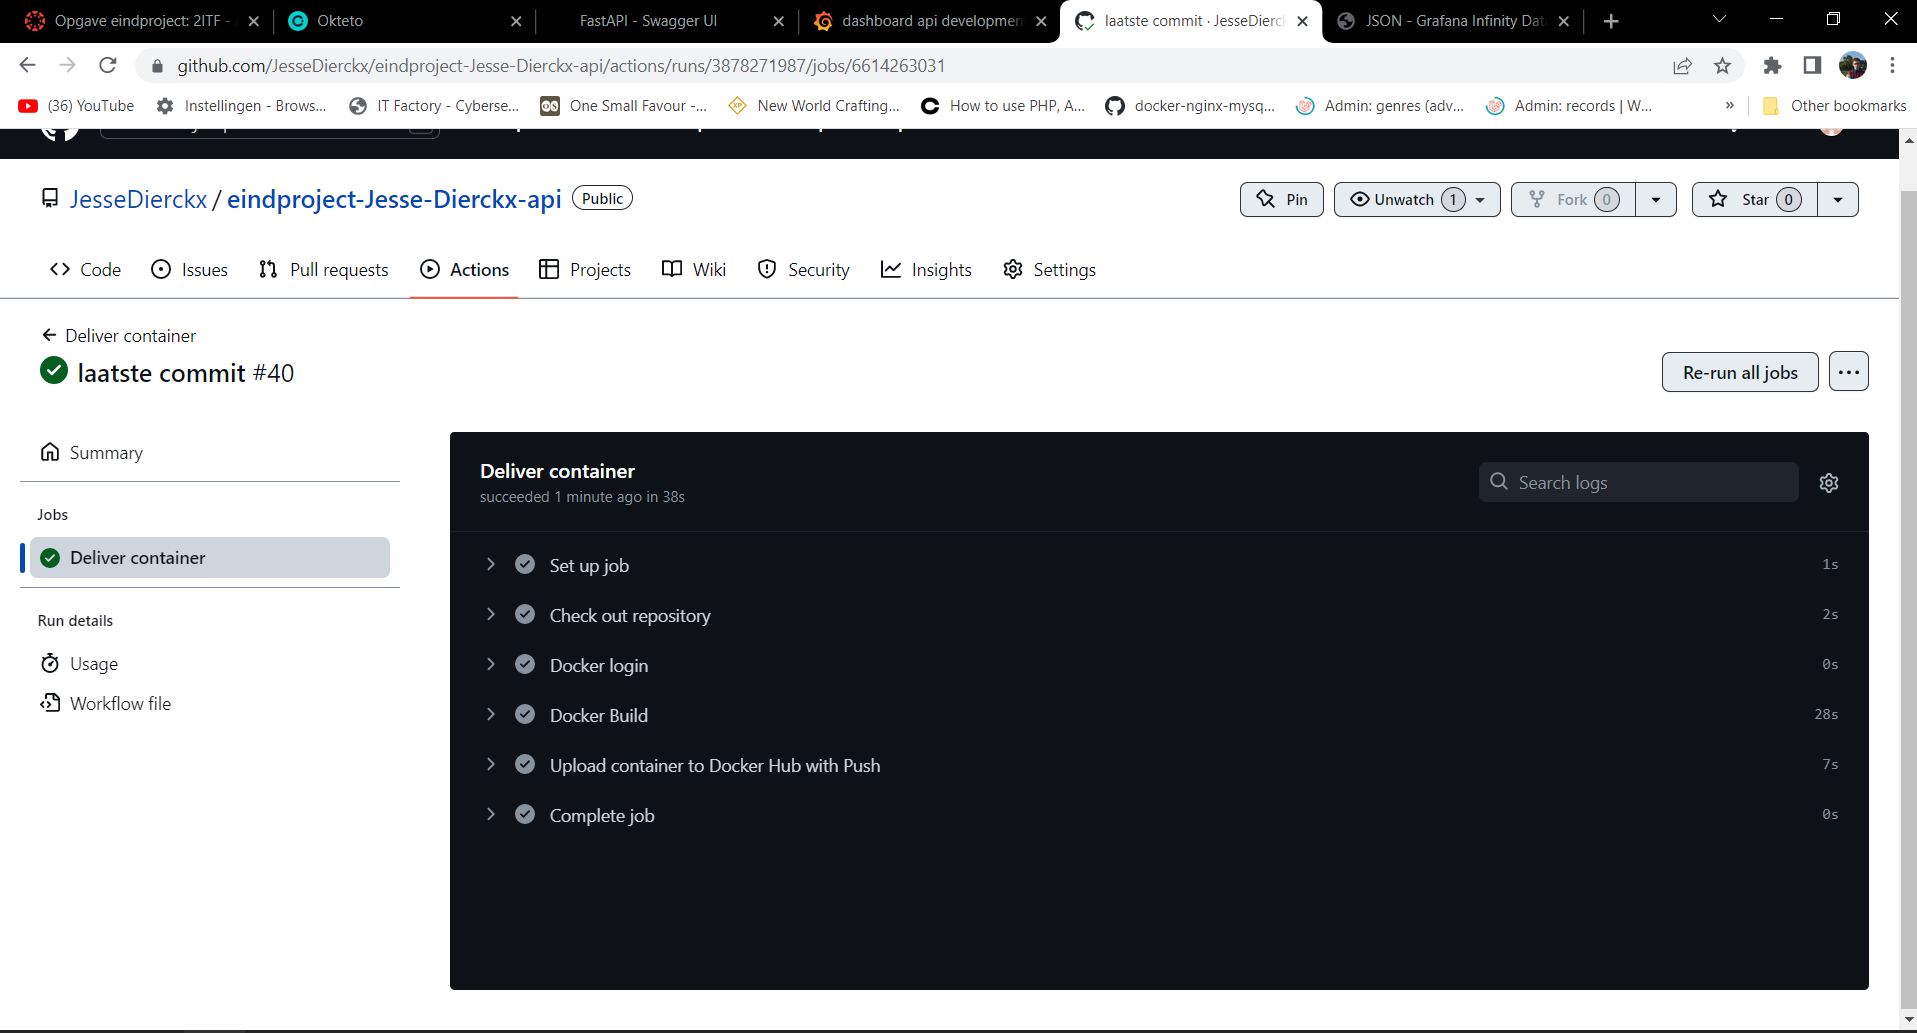 Opgave eindproject: 2ITF - Okteto FastAPI - Swagger UI dashboard api developmen laatste commit · JesseDierck JSON - Grafana Infinity Data
github.com/JesseDierckx/eindproject-Jesse-Dierckx-api/actions/runs/3878271987/jobs/6614263031
(36) YouTube Instellingen - Brows... IT Factory - Cyberse... One Small Favour -... New World Crafting... How to use PHP, A... docker-nginx-mysq... Admin: genres (adv... Admin: records | W... » Other bookmarks
JesseDierckx / eindproject-Jesse-Dierckx-api Public Pin Unwatch 1 Fork 0 Star 0
Code Issues Pull requests Actions Projects Wiki Security Insights Settings
Deliver container
laatste commit #40
Re-run all jobs
Summary
Jobs
Deliver container
Run details
Usage
Workflow file
Deliver container
succeeded 1 minute ago in 38s
Search logs
Set up job 1s
Check out repository 2s
Docker login 0s
Docker Build 28s
Upload container to Docker Hub with Push 7s
Complete job 0s